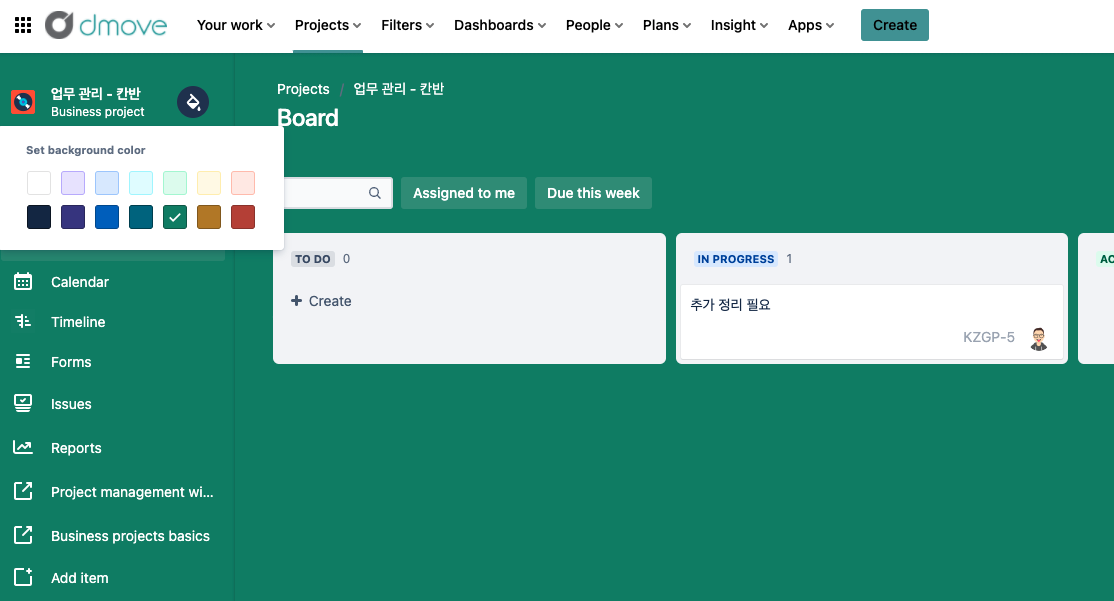 dmove
Your work
Projects
Filters
Dashboards
People
Plans
Insight
Apps
Create
업무 관리 - 칸반
Business project
Set background color
Calendar
Timeline
Forms
Issues
Reports
Project management wi...
Business projects basics
Add item
Projects / 업무 관리 - 칸반
Board
Assigned to me
Due this week
TO DO 0
+ Create
IN PROGRESS 1
추가 정리 필요
KZGP-5
AC